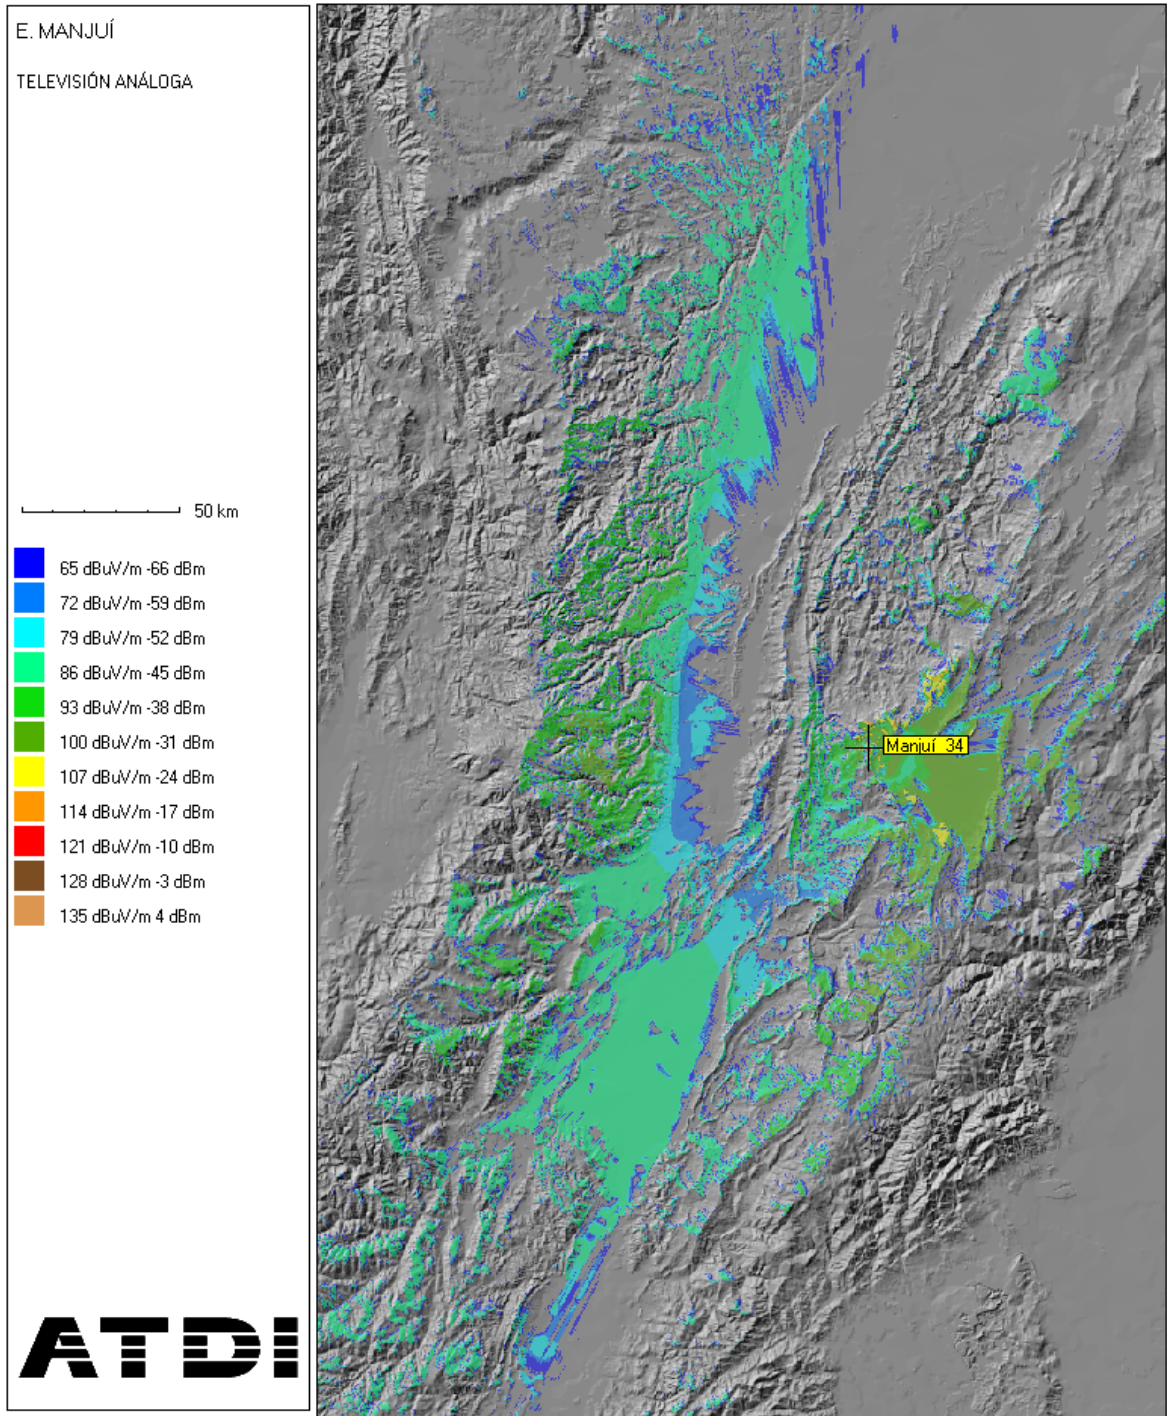 E. MANJUÍ
TELEVISIÓN ANÁLOGA
50 km
65 dBuV/m -66 dBm
72 dBuV/m -59 dBm
79 dBuV/m -52 dBm
86 dBuV/m -45 dBm
93 dBuV/m -38 dBm
100 dBuV/m -31 dBm
107 dBuV/m -24 dBm
114 dBuV/m -17 dBm
121 dBuV/m -10 dBm
128 dBuV/m -3 dBm
135 dBuV/m 4 dBm
ATDI
Manjuí 34